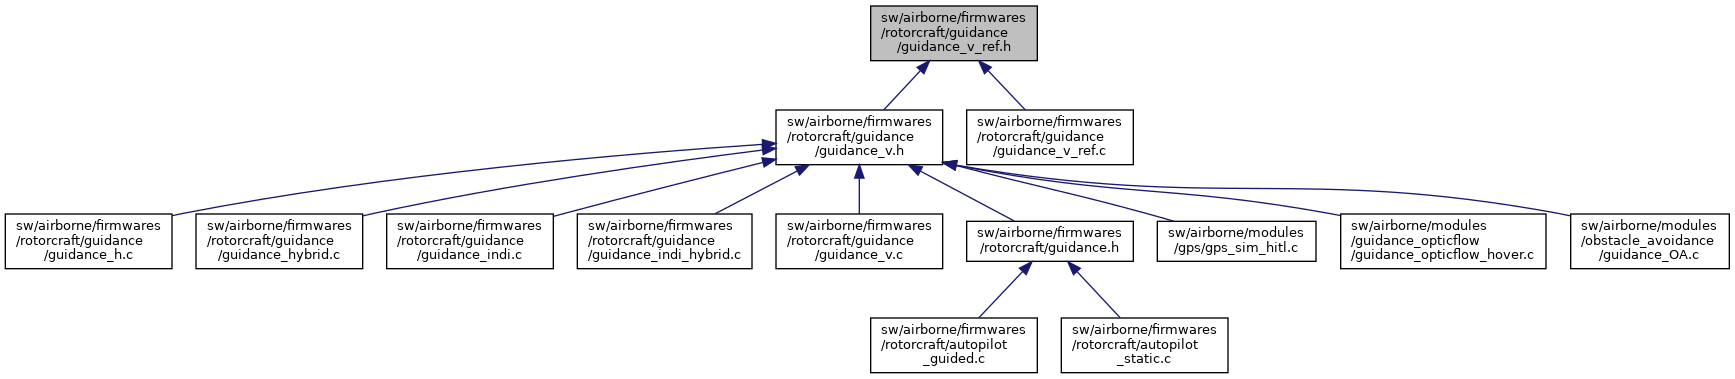 sw/airborne/firmwares
/rotorcraft/guidance
/guidance_v_ref.h
sw/airborne/firmwares
/rotorcraft/guidance
/guidance_v.h
sw/airborne/firmwares
/rotorcraft/guidance
/guidance_v_ref.c
sw/airborne/firmwares
/rotorcraft/guidance
/guidance_h.c
sw/airborne/firmwares
/rotorcraft/guidance
/guidance_hybrid.c
sw/airborne/firmwares
/rotorcraft/guidance
/guidance_indi.c
sw/airborne/firmwares
/rotorcraft/guidance
/guidance_indi_hybrid.c
sw/airborne/firmwares
/rotorcraft/guidance
/guidance_v.c
sw/airborne/firmwares
/rotorcraft/guidance.h
sw/airborne/modules
/gps/gps_sim_hitl.c
sw/airborne/modules
/guidance_opticflow
/guidance_opticflow_hover.c
sw/airborne/modules
/obstacle_avoidance
/guidance_OA.c
sw/airborne/firmwares
/rotorcraft/autopilot
_guided.c
sw/airborne/firmwares
/rotorcraft/autopilot
_static.c